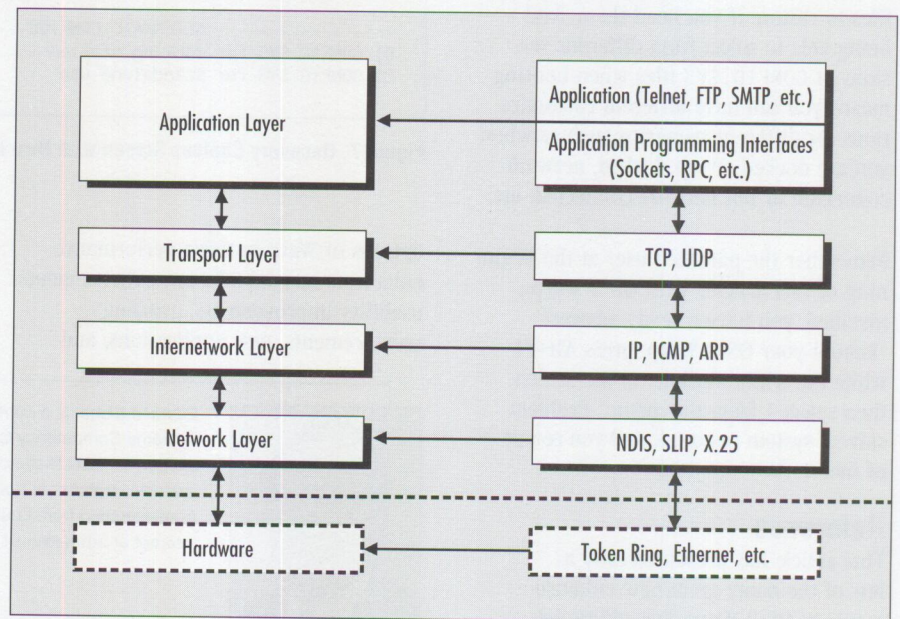 Application Layer
Application (Telnet, FTP, SMTP, etc.)
Application Programming Interfaces
(Sockets, RPC, etc.)
Transport Layer
TCP, UDP
Internetwork Layer
IP, ICMP, ARP
Network Layer
NDIS, SLIP, X.25
Hardware
Token Ring, Ethernet, etc.